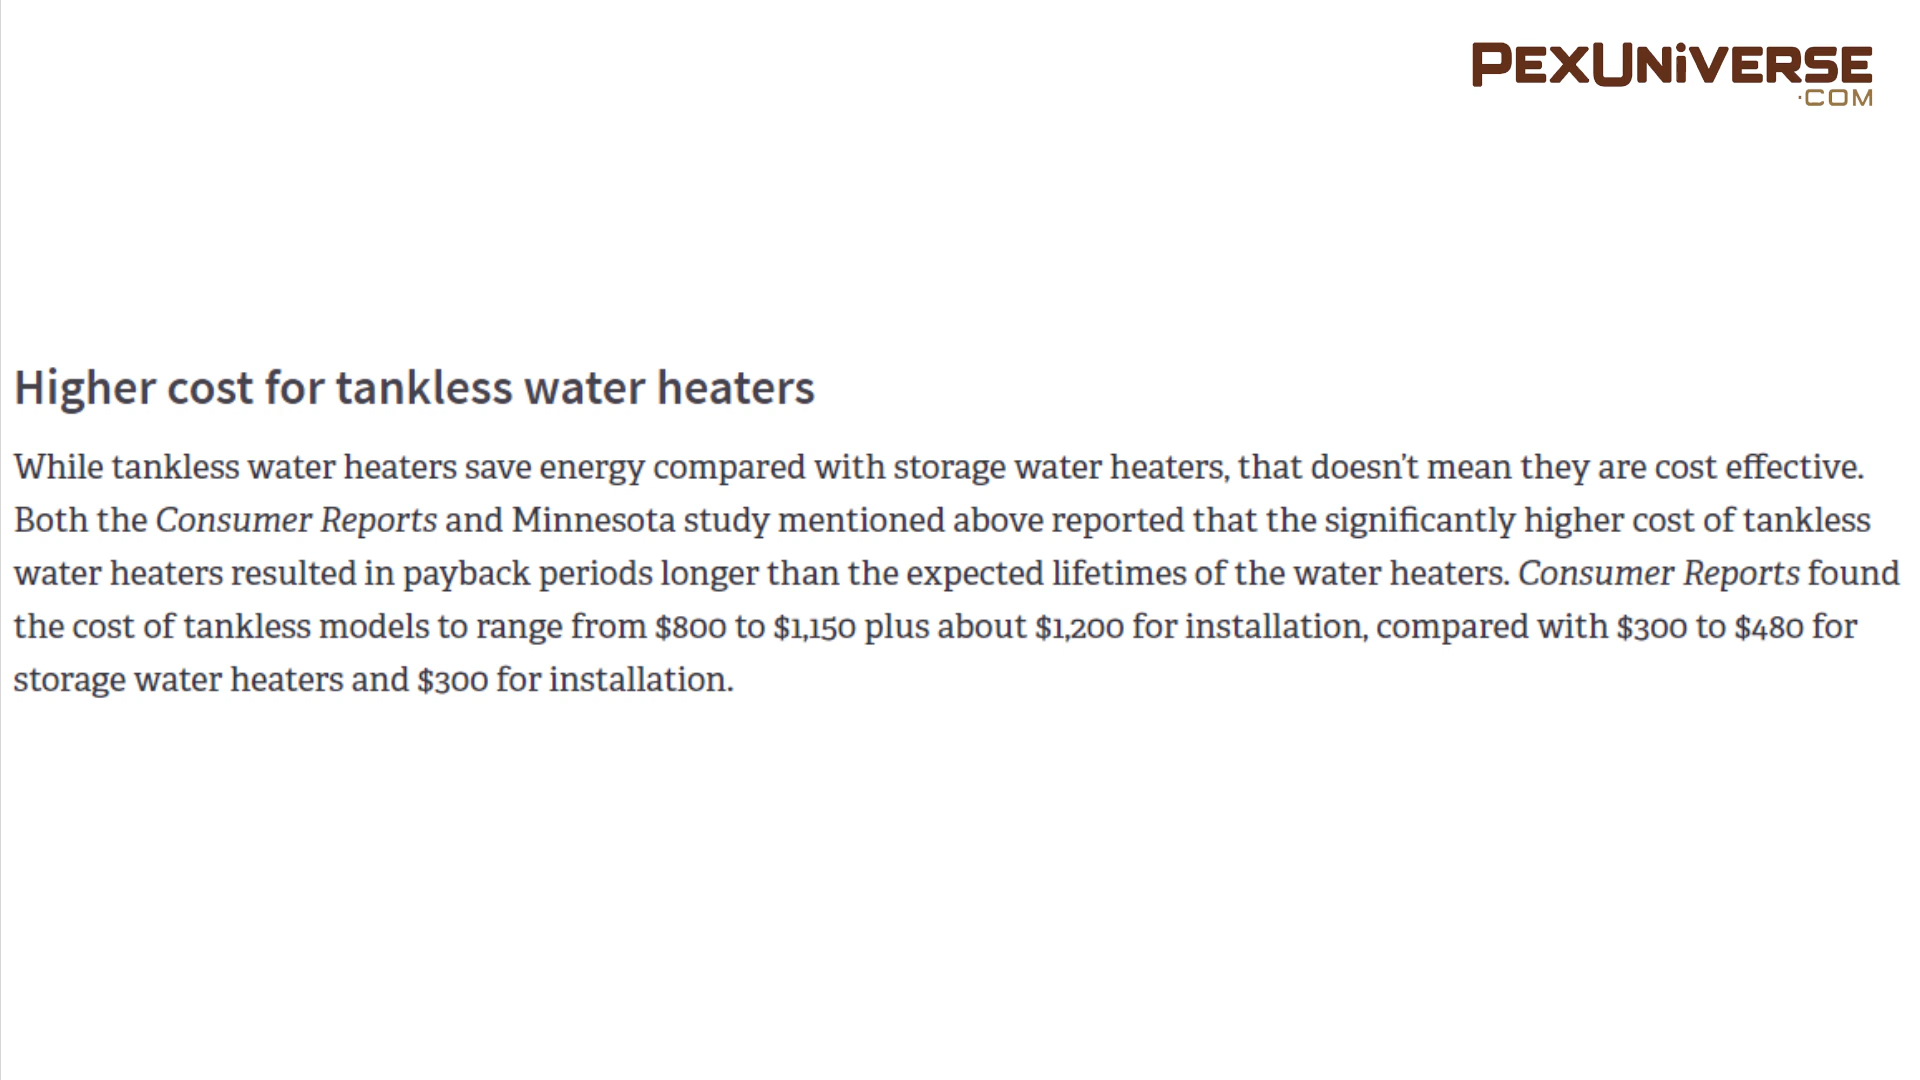 PEXUNiVERSE
.COM
Higher cost for tankless water heaters
While tankless water heaters save energy compared with storage water heaters, that doesn't mean they are cost effective.
Both the Consumer Reports and Minnesota study mentioned above reported that the significantly higher cost of tankless
water heaters resulted in payback periods longer than the expected lifetimes of the water heaters. Consumer Reports found
the cost of tankless models to range from $800 to $1,150 plus about $1,200 for installation, compared with $300 to $480 for
storage water heaters and $300 for installation.